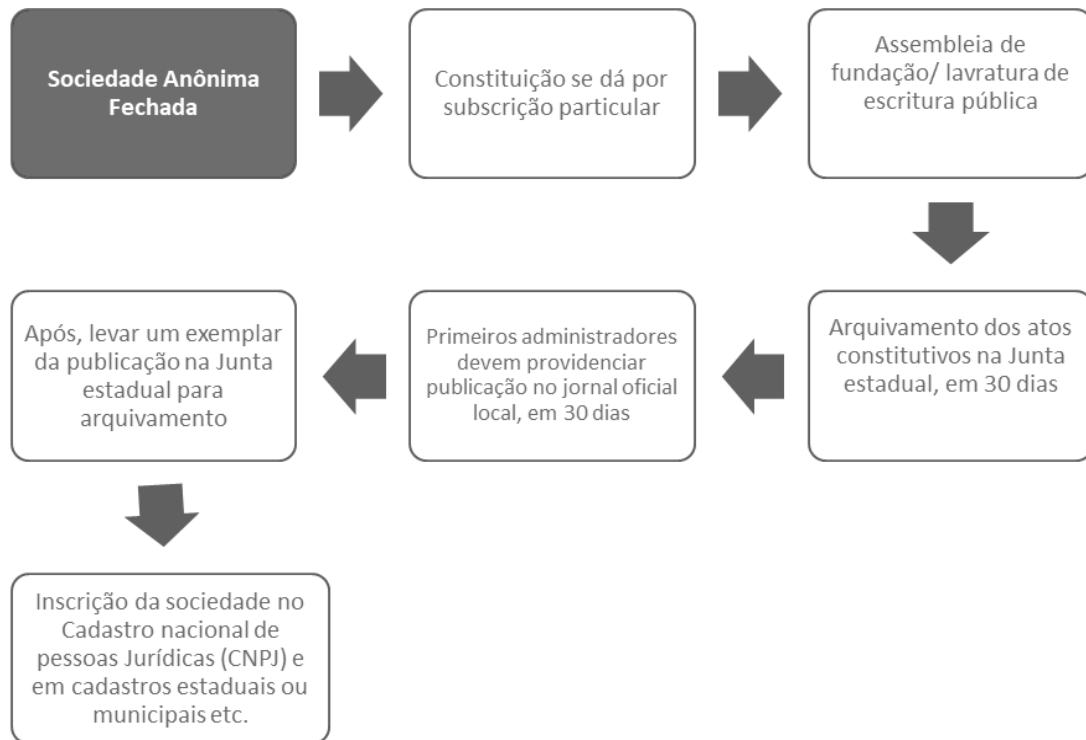 Sociedade Anônima
Fechada
Constituição se dá por
subscrição particular
Assembleia de
fundação/ lavratura de
escritura pública
Arquivamento dos atos
constitutivos na Junta
estadual, em 30 dias
Primeiros administradores
devem providenciar
publicação no jornal oficial
local, em 30 dias
Após, levar um exemplar
da publicação na Junta
estadual para
arquivamento
Inscrição da sociedade no
Cadastro nacional de
pessoas Jurídicas (CNPJ) e
em cadastros estaduais ou
municipais etc.